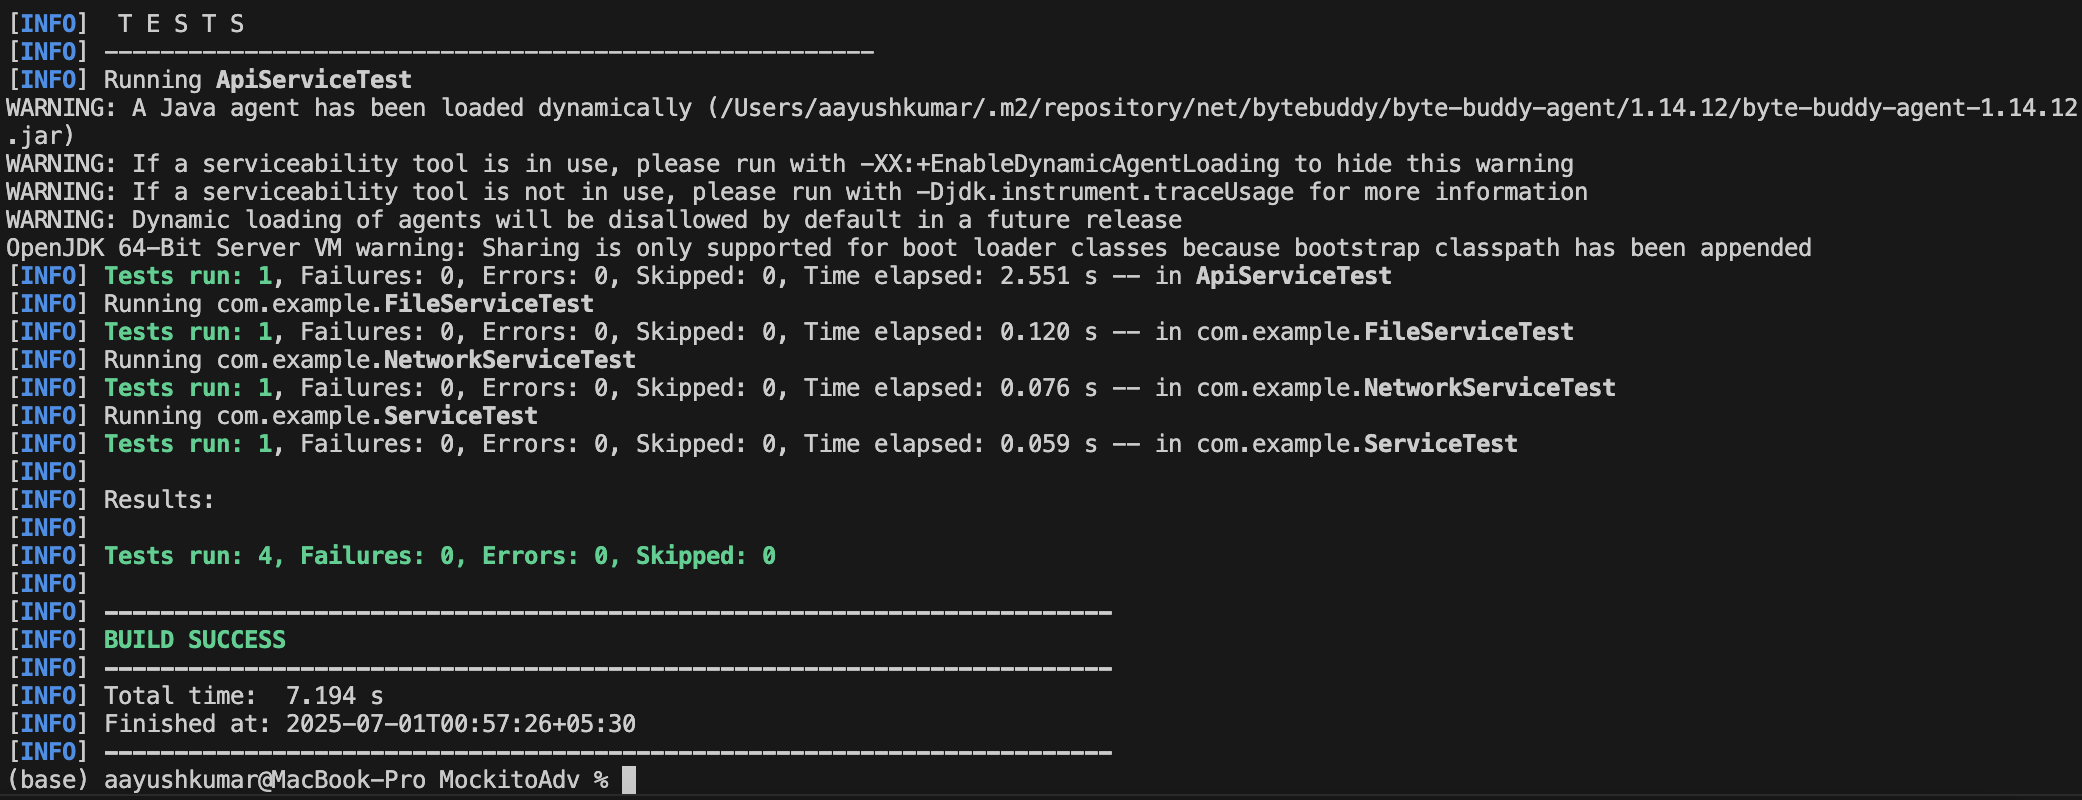 [INFO]  T E S T S
[INFO] -------------------------------------------------------
[INFO] Running ApiServiceTest
WARNING: A Java agent has been loaded dynamically (/Users/aayushkumar/.m2/repository/net/bytebuddy/byte-buddy-agent/1.14.12/byte-buddy-agent-1.14.12
.jar)
WARNING: If a serviceability tool is in use, please run with -XX:+EnableDynamicAgentLoading to hide this warning
WARNING: If a serviceability tool is not in use, please run with -Djdk.instrument.traceUsage for more information
WARNING: Dynamic loading of agents will be disallowed by default in a future release
OpenJDK 64-Bit Server VM warning: Sharing is only supported for boot loader classes because bootstrap classpath has been appended
[INFO] Tests run: 1, Failures: 0, Errors: 0, Skipped: 0, Time elapsed: 2.551 s -- in ApiServiceTest
[INFO] Running com.example.FileServiceTest
[INFO] Tests run: 1, Failures: 0, Errors: 0, Skipped: 0, Time elapsed: 0.120 s -- in com.example.FileServiceTest
[INFO] Running com.example.NetworkServiceTest
[INFO] Tests run: 1, Failures: 0, Errors: 0, Skipped: 0, Time elapsed: 0.076 s -- in com.example.NetworkServiceTest
[INFO] Running com.example.ServiceTest
[INFO] Tests run: 1, Failures: 0, Errors: 0, Skipped: 0, Time elapsed: 0.059 s -- in com.example.ServiceTest
[INFO]
[INFO] Results:
[INFO]
[INFO] Tests run: 4, Failures: 0, Errors: 0, Skipped: 0
[INFO]
[INFO] ------------------------------------------------------------------------
[INFO] BUILD SUCCESS
[INFO] ------------------------------------------------------------------------
[INFO] Total time:  7.194 s
[INFO] Finished at: 2025-07-01T00:57:26+05:30
[INFO] ------------------------------------------------------------------------
(base) aayushkumar@MacBook-Pro MockitoAdv %